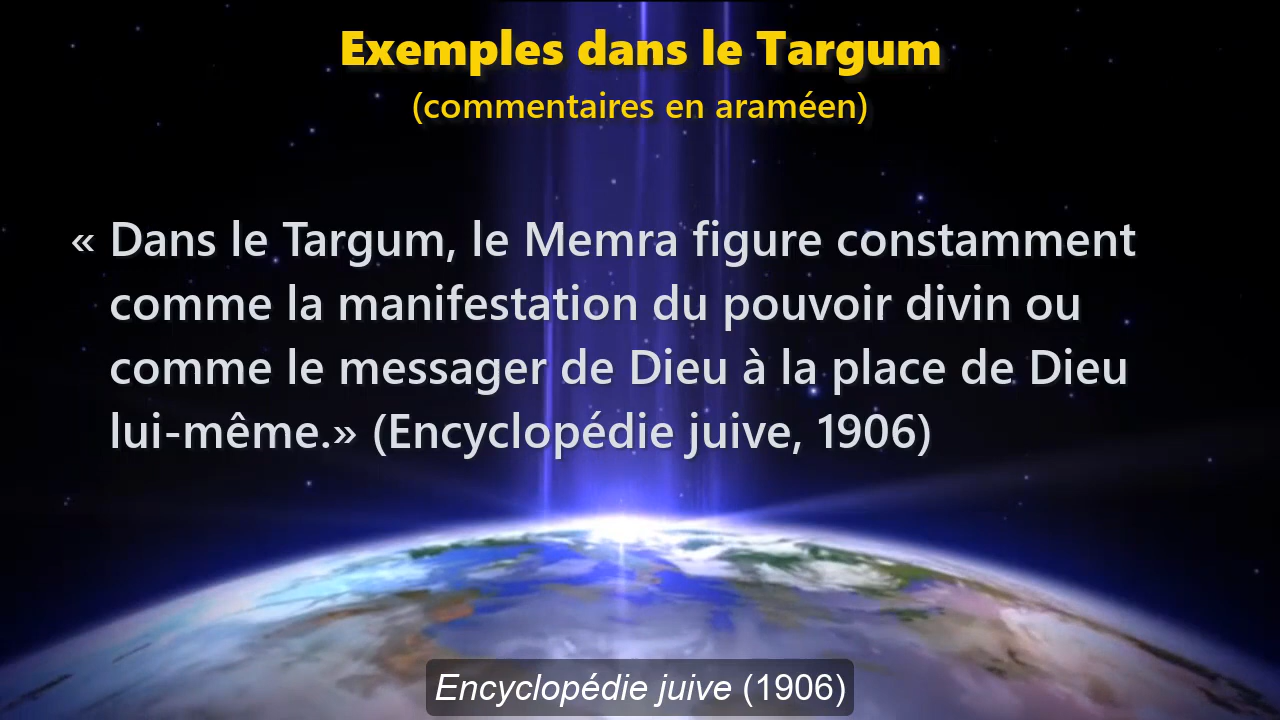 Exemples dans le Targum
(commentaires en araméen)
« Dans le Targum, le Memra figure constamment
comme la manifestation du pouvoir divin ou
comme le messager de Dieu à la place de Dieu
lui-même.» (Encyclopédie juive, 1906)
Encyclopédie juive (1906)